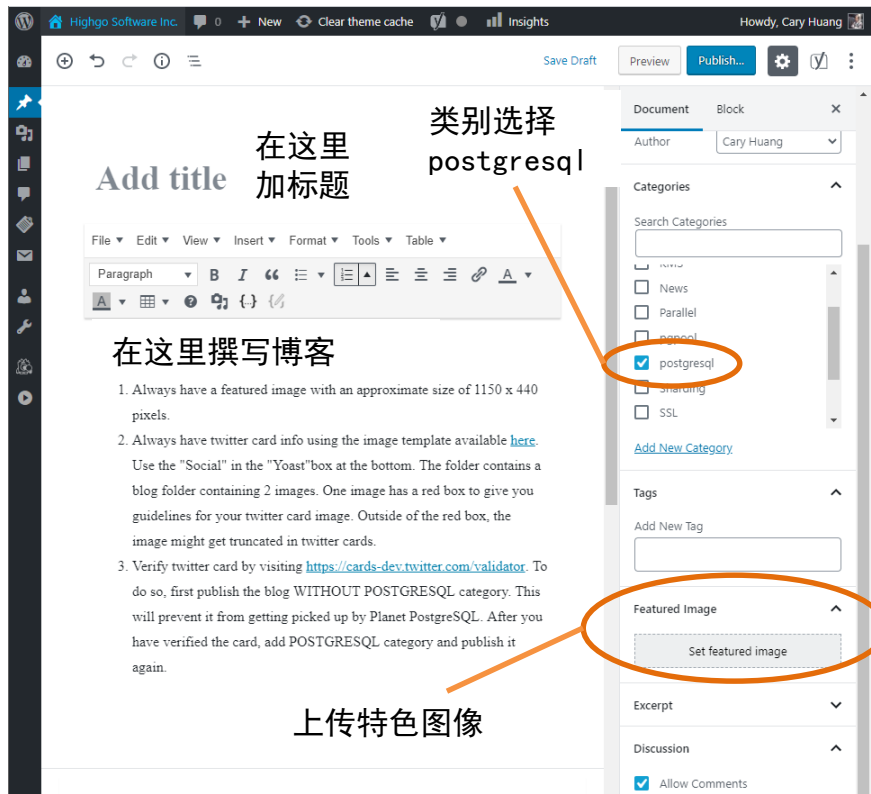 Highgo Software Inc. 0 + New Clear theme cache Insights Howdy, Cary Huang
Save Draft Preview Publish...
Document Block ×
Author Cary Huang
Categories
Search Categories
KMS
News
Parallel
pgpool
postgresql
Sharding
SSL
Add New Category
Tags
Add New Tag
Featured Image
Set featured image
Excerpt
Discussion
Allow Comments
类别选择
postgresql
在这里
加标题
Add title
File Edit View Insert Format Tools Table
Paragraph B I A
A
在这里撰写博客
1. Always have a featured image with an approximate size of 1150 x 440
pixels.
2. Always have twitter card info using the image template available here.
Use the "Social" in the "Yoast"box at the bottom. The folder contains a
blog folder containing 2 images. One image has a red box to give you
guidelines for your twitter card image. Outside of the red box, the
image might get truncated in twitter cards.
3. Verify twitter card by visiting https://cards-dev.twitter.com/validator. To
do so, first publish the blog WITHOUT POSTGRESQL category. This
will prevent it from getting picked up by Planet PostgreSQL. After you
have verified the card, add POSTGRESQL category and publish it
again.
上传特色图像